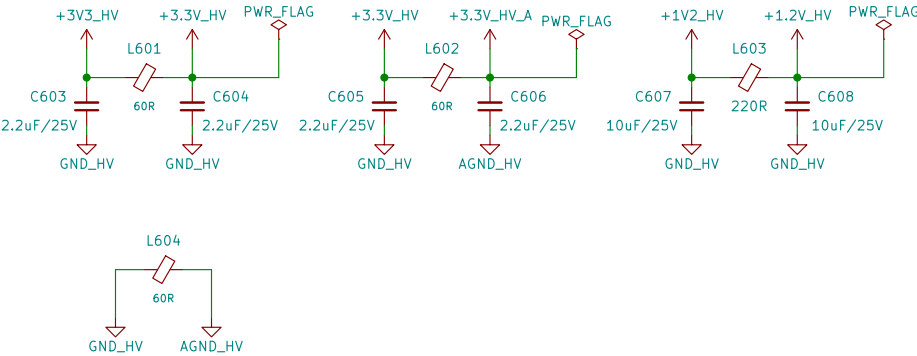 +3V3_HV
+3.3V_HV
PWR_FLAG
L601
60R
C603
2.2uF/25V
GND_HV
C604
2.2uF/25V
GND_HV
+3.3V_HV
+3.3V_HV_A
PWR_FLAG
L602
60R
C605
2.2uF/25V
GND_HV
C606
2.2uF/25V
AGND_HV
+1V2_HV
+1.2V_HV
PWR_FLAG
L603
220R
C607
10uF/25V
GND_HV
C608
10uF/25V
GND_HV
L604
60R
GND_HV
AGND_HV